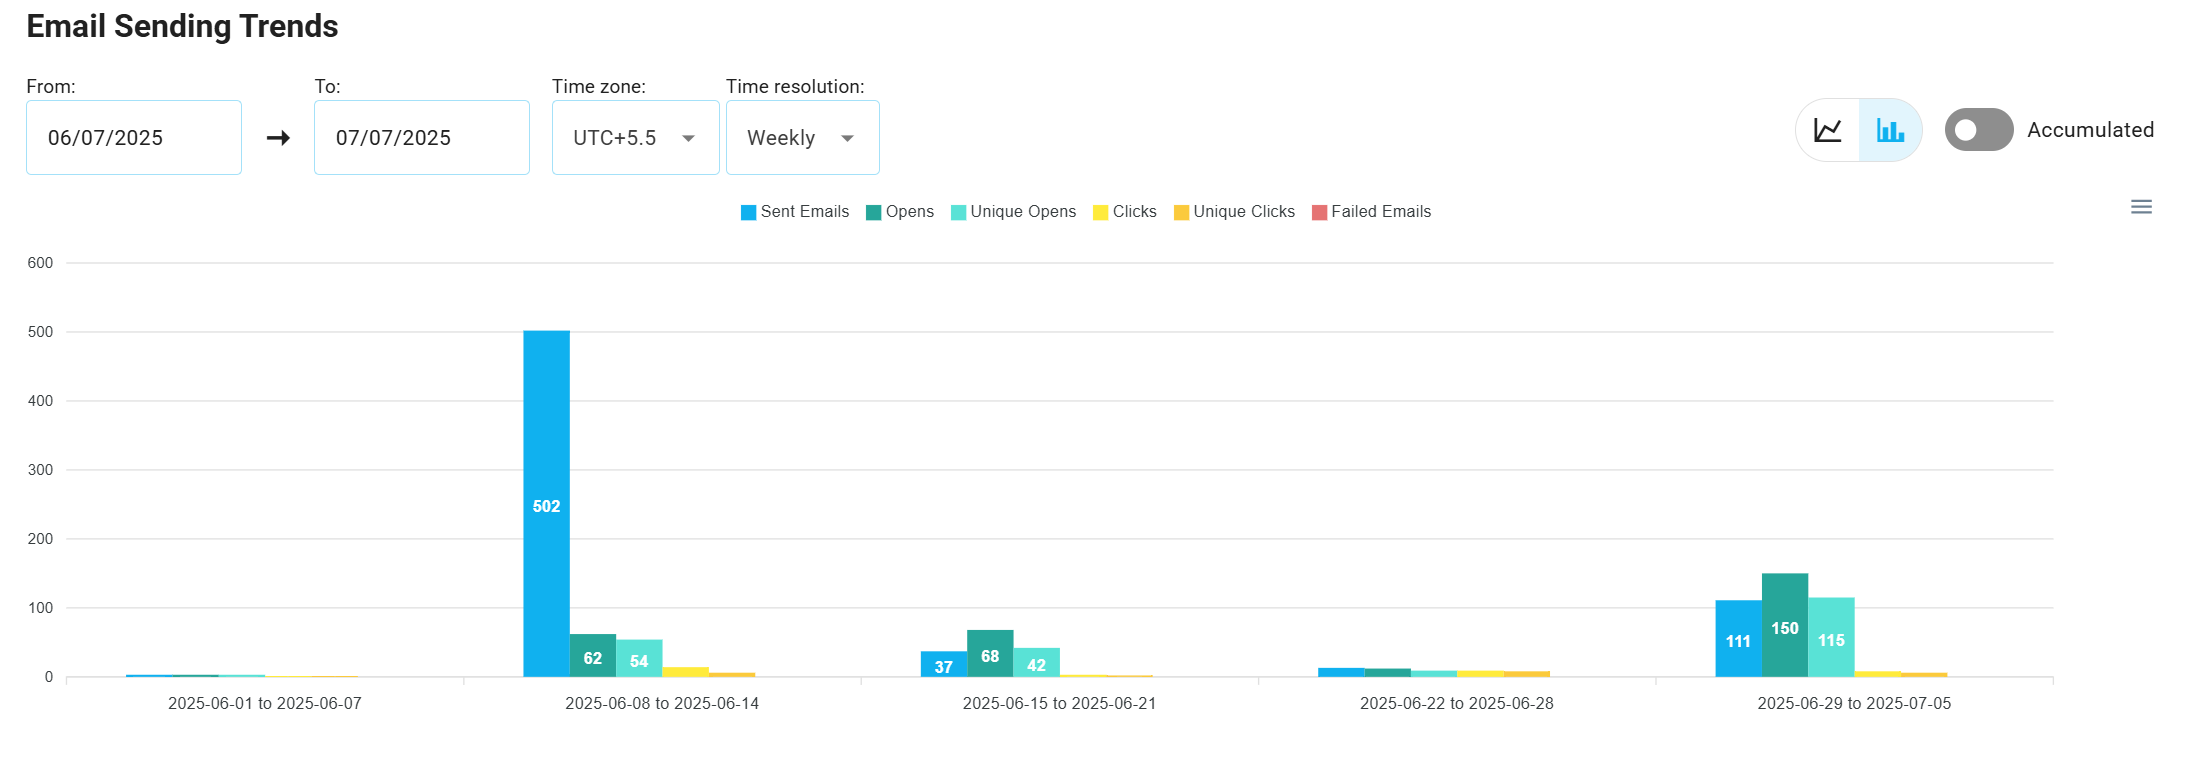 Email Sending Trends
From: To: Time zone: Time resolution:
06/07/2025 07/07/2025 UTC+5.5 Weekly Accumulated
Sent Emails Opens Unique Opens Clicks Unique Clicks Failed Emails
600
500
400
300
502
200
100
111 150 115
62 54 37 68 42
0
2025-06-01 to 2025-06-07 2025-06-08 to 2025-06-14 2025-06-15 to 2025-06-21 2025-06-22 to 2025-06-28 2025-06-29 to 2025-07-05